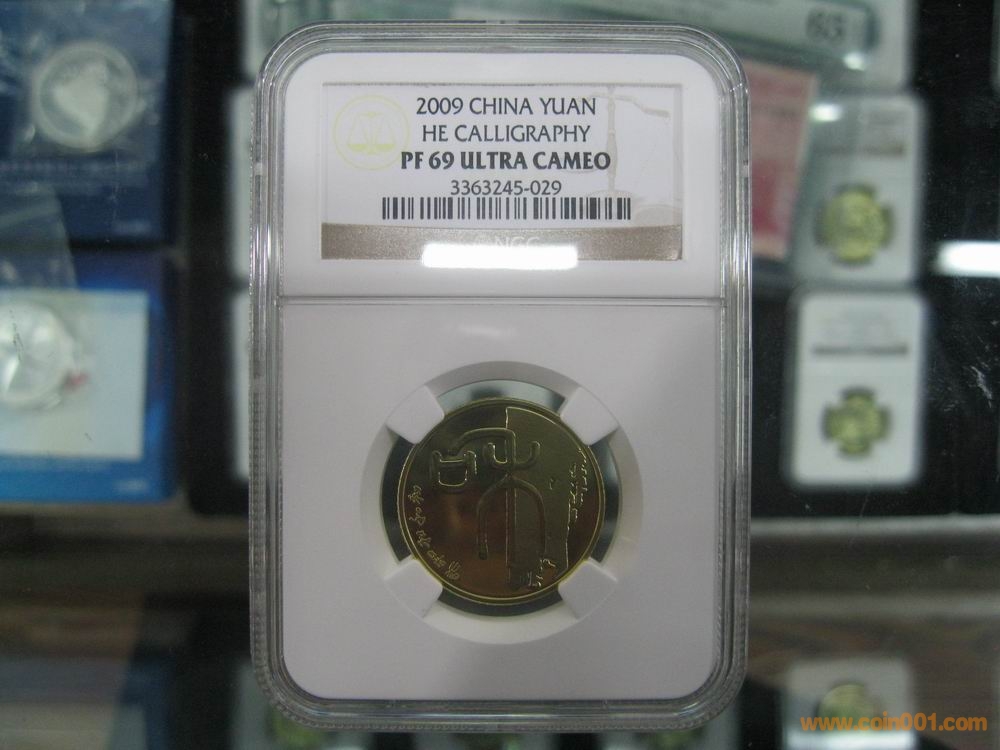 2009 CHINA YUAN
HE CALLIGRAPHY
PF 69 ULTRA CAMEO
3363245-029
NGC
www.coin001.com